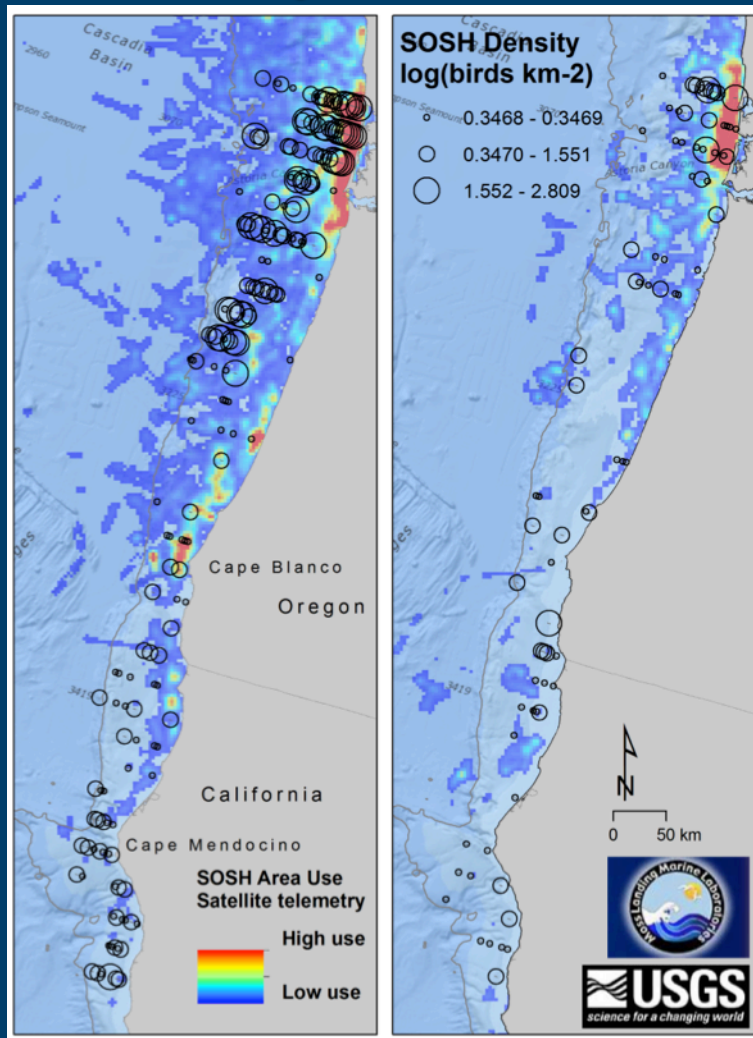 Cascadia
Basin
2960
3419
Cape Blanco
Oregon
California
Cape Mendocino
SOSH Area Use
Satellite telemetry
High use
Low use
SOSH Density
log(birds km-2)
0.3468 - 0.3469
0.3470 - 1.551
1.552 - 2.809
3419
N
0 50 km
Moss Landing Marine Laboratories
USGS
science for a changing world